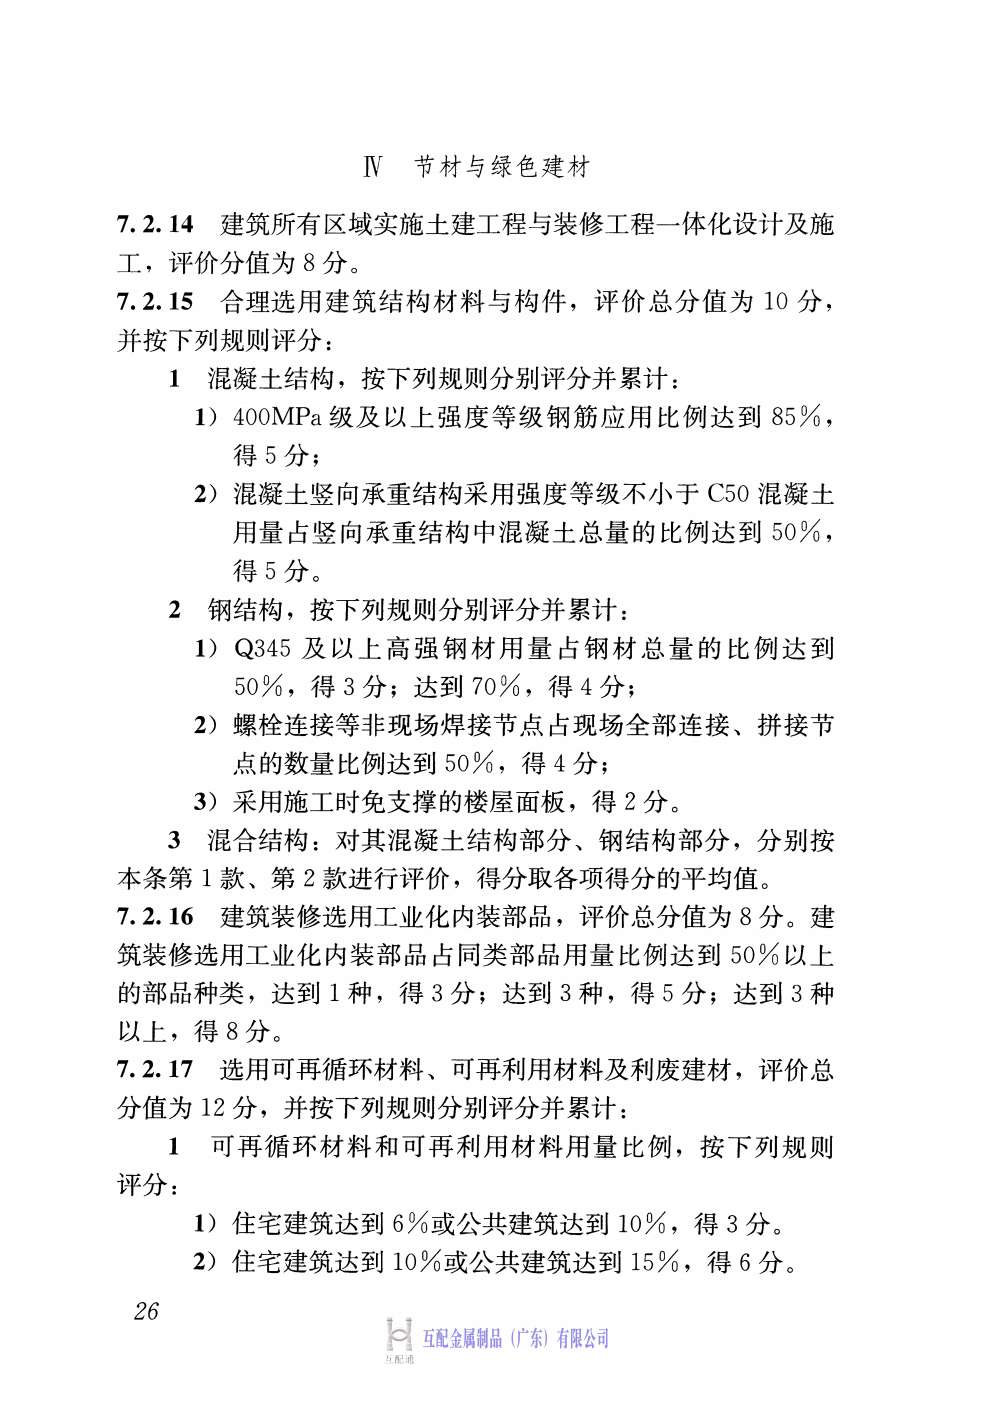 Ⅳ 节材与绿色建材
7.2.14 建筑所有区域实施土建工程与装修工程一体化设计及施
工，评价分值为 8 分。
7.2.15 合理选用建筑结构材料与构件，评价总分值为 10 分，
并按下列规则评分：
1 混凝土结构，按下列规则分别评分并累计：
1）400MPa 级及以上强度等级钢筋应用比例达到 85%，
得 5 分；
2）混凝土竖向承重结构采用强度等级不小于 C50 混凝土
用量占竖向承重结构中混凝土总量的比例达到 50%，
得 5 分。
2 钢结构，按下列规则分别评分并累计：
1）Q345 及以上高强钢材用量占钢材总量的比例达到
50%，得 3 分；达到 70%，得 4 分；
2）螺栓连接等非现场焊接节点占现场全部连接、拼接节
点的数量比例达到 50%，得 4 分；
3）采用施工时免支撑的楼屋面板，得 2 分。
3 混合结构：对其混凝土结构部分、钢结构部分，分别按
本条第 1 款、第 2 款进行评价，得分取各项得分的平均值。
7.2.16 建筑装修选用工业化内装部品，评价总分值为 8 分。建
筑装修选用工业化内装部品占同类部品用量比例达到 50%以上
的部品种类，达到 1 种，得 3 分；达到 3 种，得 5 分；达到 3 种
以上，得 8 分。
7.2.17 选用可再循环材料、可再利用材料及利废建材，评价总
分值为 12 分，并按下列规则分别评分并累计：
1 可再循环材料和可再利用材料用量比例，按下列规则
评分：
1）住宅建筑达到 6%或公共建筑达到 10%，得 3 分。
2）住宅建筑达到 10%或公共建筑达到 15%，得 6 分。
26
互配金属制品（广东）有限公司
互配通